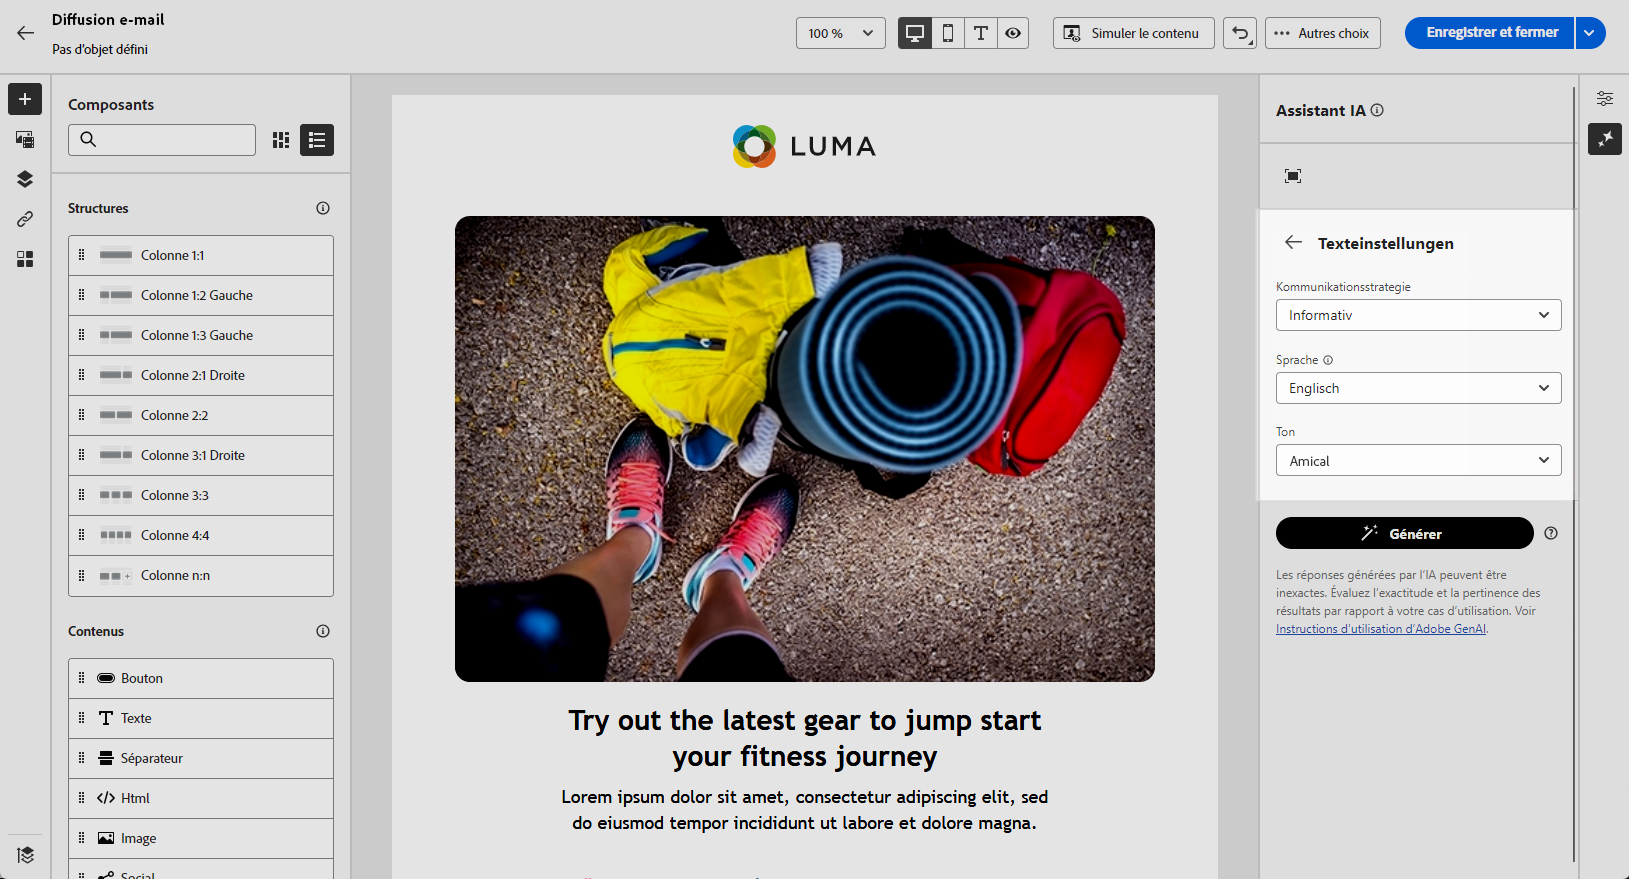 Diffusion e-mail
Pas d'objet défini
100 %
Simuler le contenu
Autres choix
Enregistrer et fermer
Composants
Structures
Colonne 1:1
Colonne 1:2 Gauche
Colonne 1:3 Gauche
Colonne 2:1 Droite
Colonne 2:2
Colonne 3:1 Droite
Colonne 3:3
Colonne 4:4
Colonne n:n
Contenus
Bouton
Texte
Séparateur
Html
Image
Social
LUMA
Try out the latest gear to jump start
your fitness journey
Lorem ipsum dolor sit amet, consectetur adipiscing elit, sed
do eiusmod tempor incididunt ut labore et dolore magna.
Assistant IA
Texteinstellungen
Kommunikationsstrategie
Informativ
Sprache
Englisch
Ton
Amical
Générer
Les réponses générées par l'IA peuvent être
inexactes. Évaluez l'exactitude et la pertinence des
résultats par rapport à votre cas d'utilisation. Voir
Instructions d'utilisation d'Adobe GenAI.